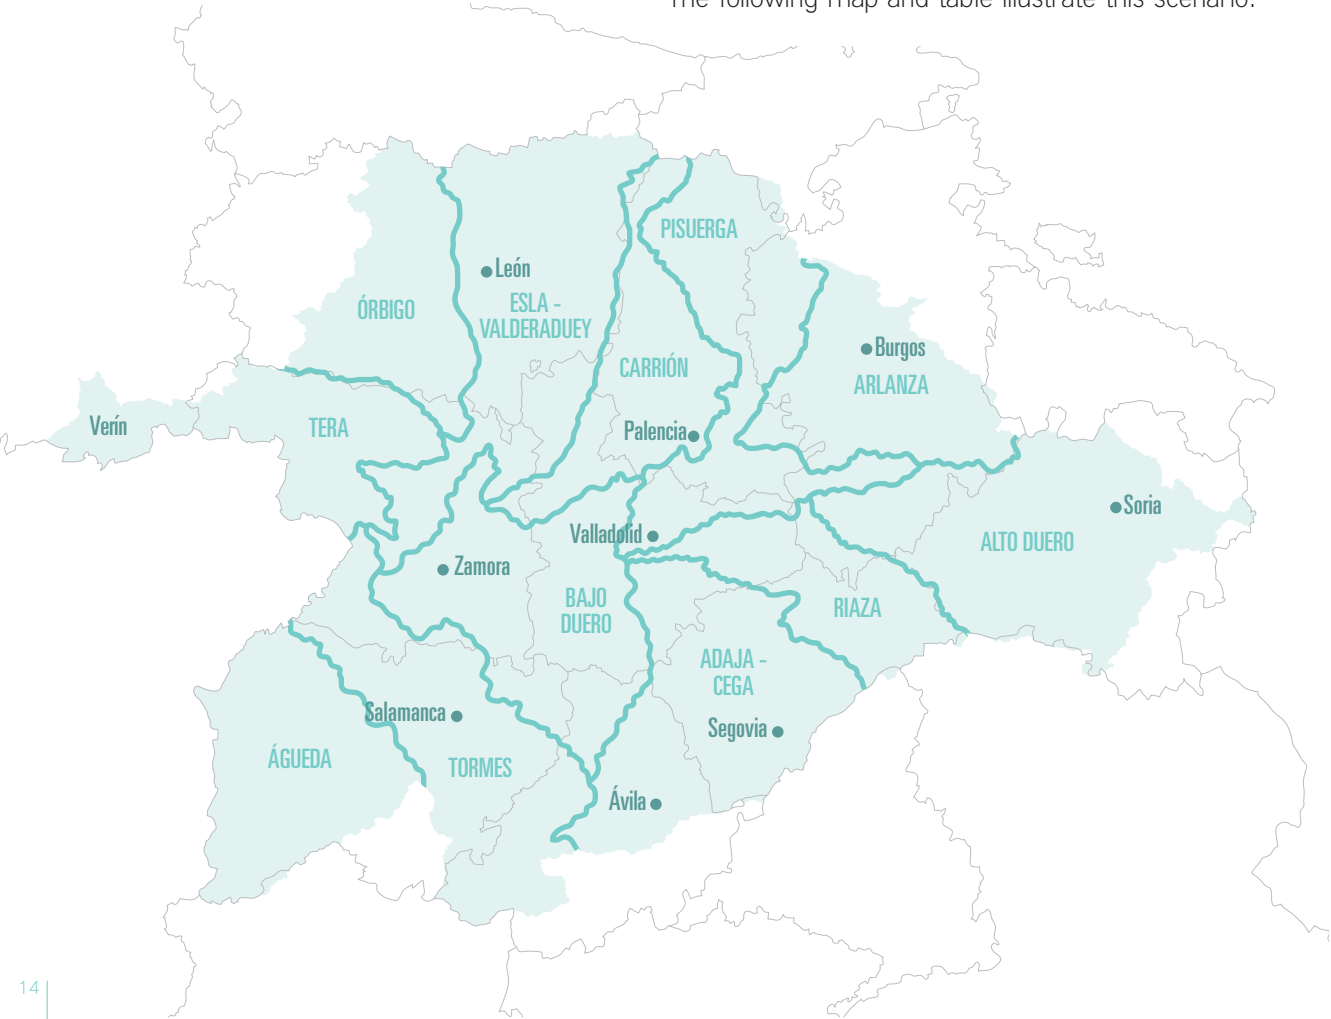 The following map and table illustrate this scenario.
PISUERGA
León
ÓRBIGO
ESLA -
VALDERADUEY
Burgos
CARRIÓN
ARLANZA
Verín
TERA
Palencia
Soria
Valladolid
ALTO DUERO
Zamora
BAJO
DUERO
RIAZA
ADAJA -
CEGA
Salamanca
Segovia
ÁGUEDA
TORMES
Ávila
14